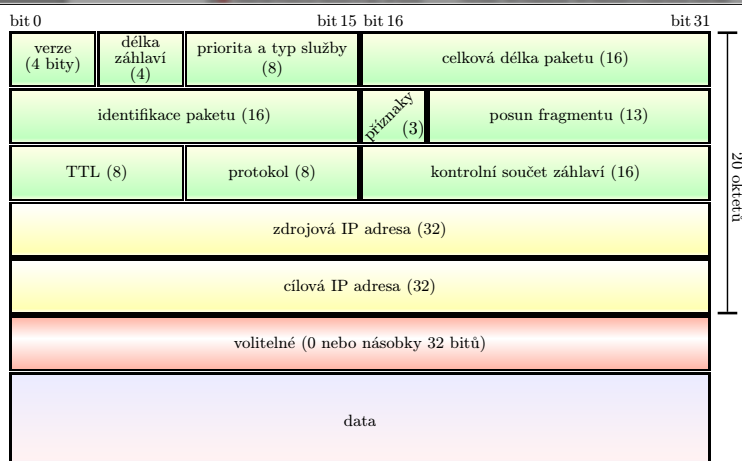 bit 0 bit 15 bit 16 bit 31
verze
(4 bity)
délka
záhlaví
(4)
priorita a typ služby
(8)
celková délka paketu (16)
identifikace paketu (16)
příznaky
(3)
posun fragmentu (13)
TTL (8)
protokol (8)
kontrolní součet záhlaví (16)
20 oktetů
zdrojová IP adresa (32)
cílová IP adresa (32)
volitelné (0 nebo násobky 32 bitů)
data